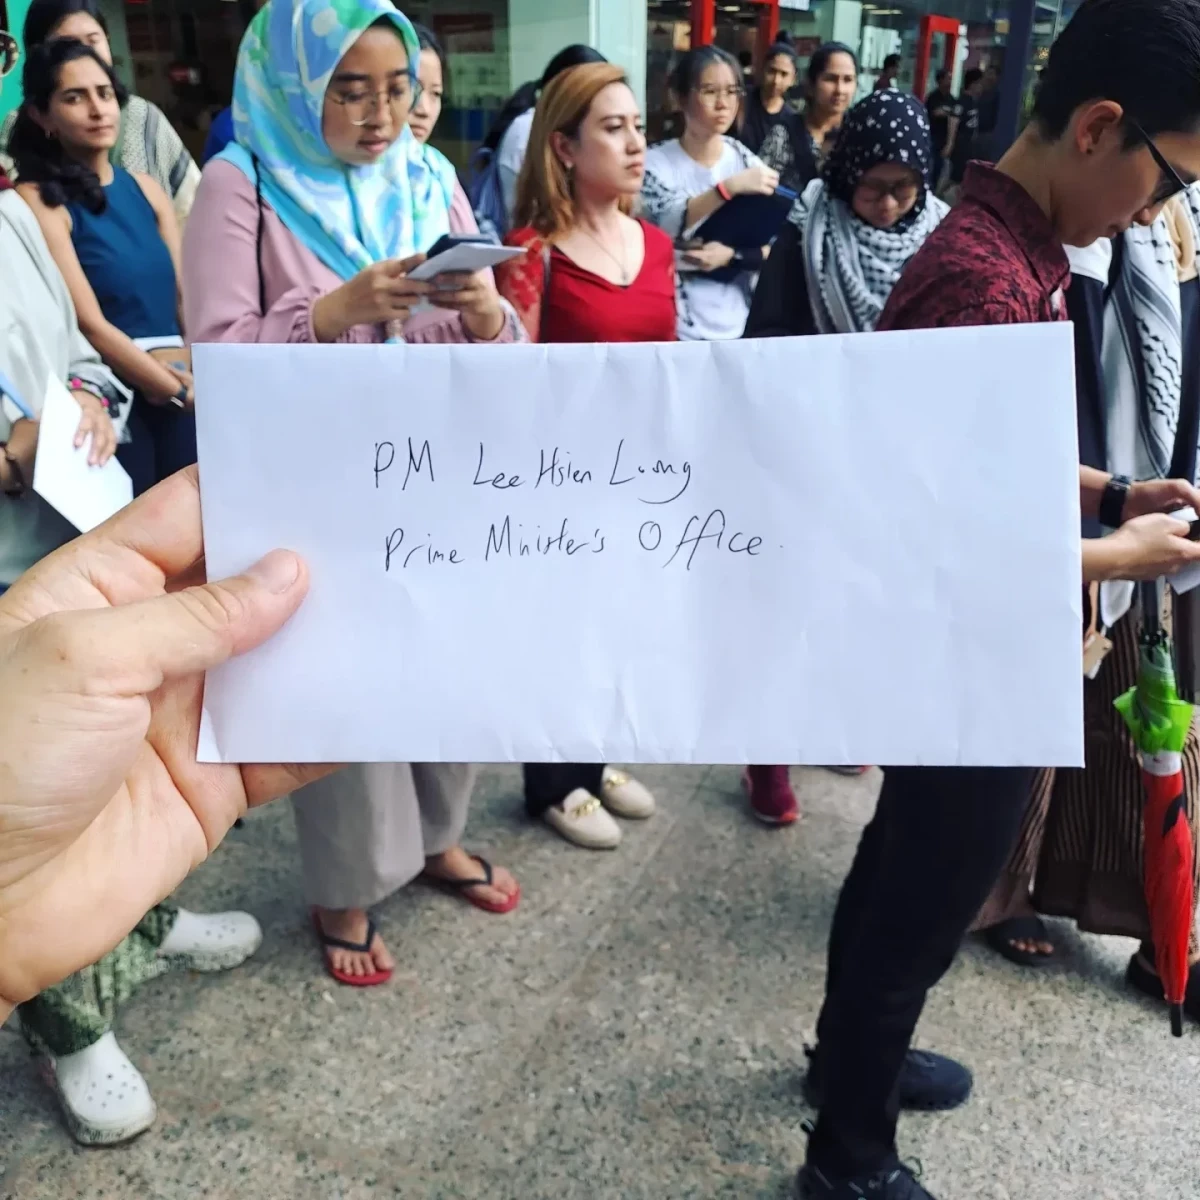 PM Lee Hsien Loong
Prime Minister's Office.